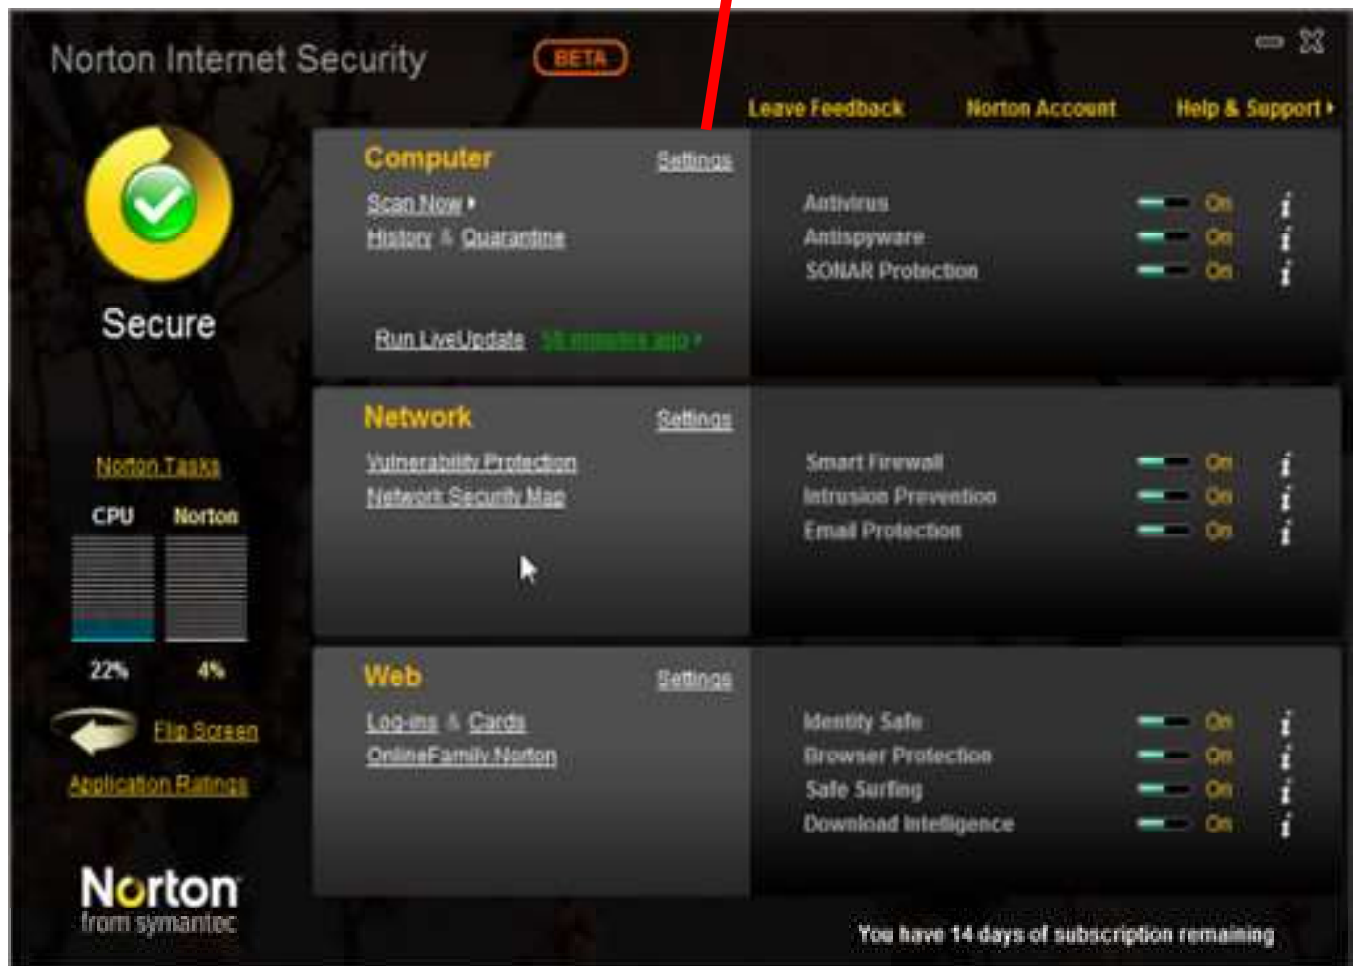 Norton Internet Security
BETA
Leave Feedback Norton Account Help & Support
Secure
Norton Tasks
CPU Norton
22% 4%
Flip Screen
Application Ratings
Norton
from symantec
Computer Settings
Scan Now
History & Quarantine
Run LiveUpdate 58 minutes ago
Antivirus On
Antispyware On
SONAR Protection On
Network Settings
Vulnerability Protection
Network Security Map
Smart Firewall On
Intrusion Prevention On
Email Protection On
Web Settings
Log-ins & Cards
OnlineFamily.Norton
Identity Safe On
Browser Protection On
Safe Surfing On
Download Intelligence On
You have 14 days of subscription remaining